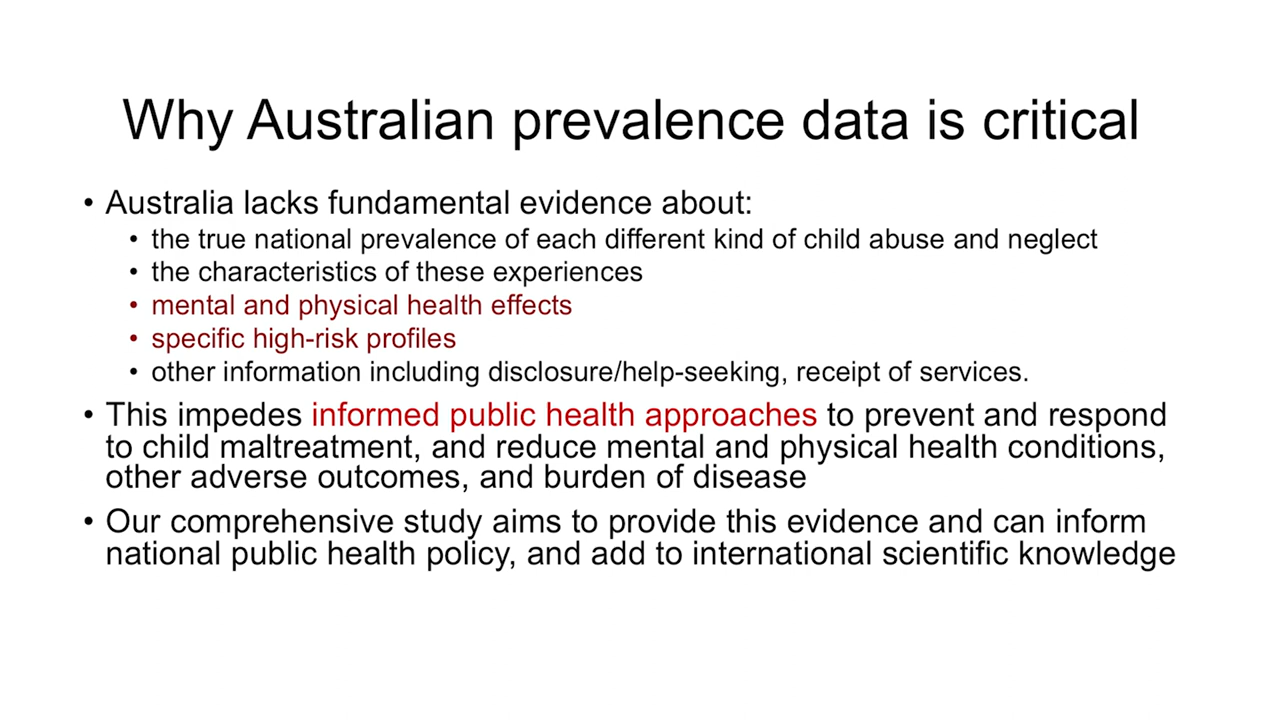 Why Australian prevalence data is critical
• Australia lacks fundamental evidence about:
• the true national prevalence of each different kind of child abuse and neglect
• the characteristics of these experiences
• mental and physical health effects
• specific high-risk profiles
• other information including disclosure/help-seeking, receipt of services.
• This impedes informed public health approaches to prevent and respond
to child maltreatment, and reduce mental and physical health conditions,
other adverse outcomes, and burden of disease
• Our comprehensive study aims to provide this evidence and can inform
national public health policy, and add to international scientific knowledge